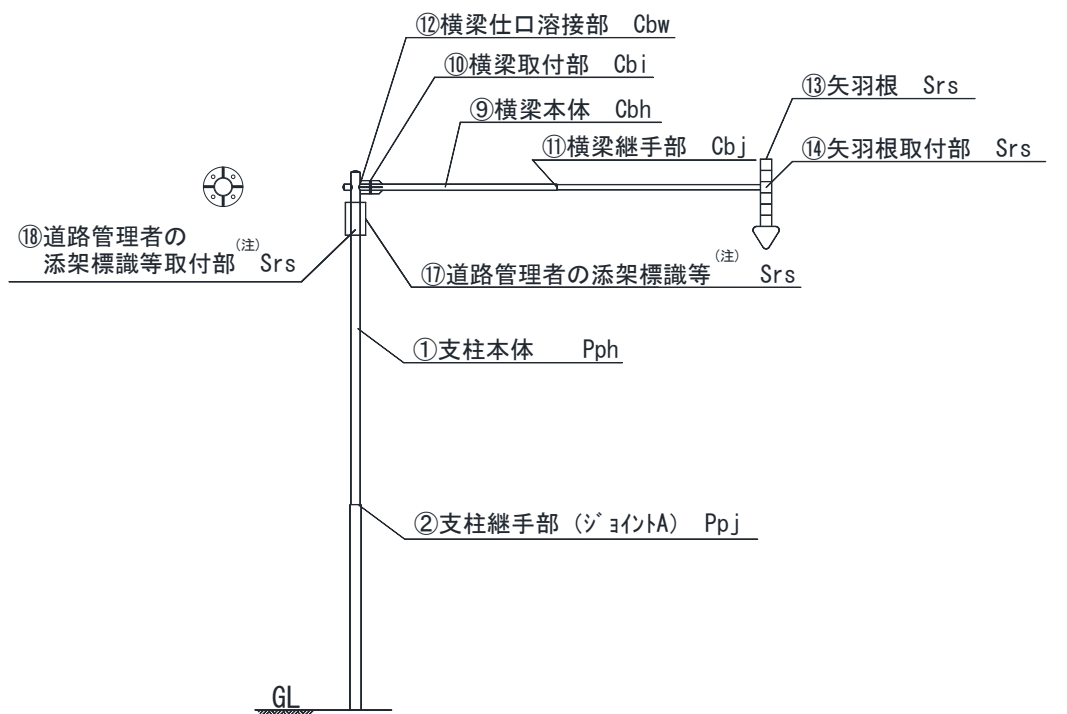 ⑫横梁仕口溶接部 Cbw
⑩横梁取付部 Cbi
⑨横梁本体 Cbh
⑪横梁継手部 Cbj
⑬矢羽根 Srs
⑭矢羽根取付部 Srs
⑱道路管理者の
添架標識等取付部(注) Srs
⑰道路管理者の添架標識等(注) Srs
①支柱本体 Pph
②支柱継手部 (ｼﾞｮｲﾝﾄA) Ppj
GL